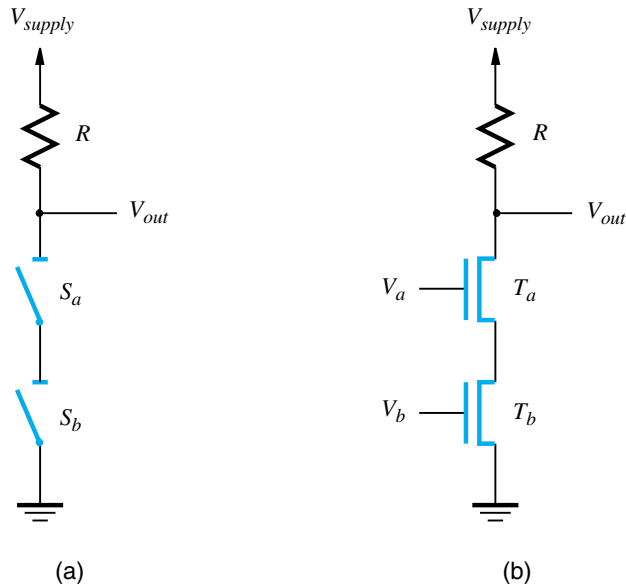 V_supply
R
V_out
S_a
S_b
(a)
V_supply
R
V_out
V_a
T_a
V_b
T_b
(b)